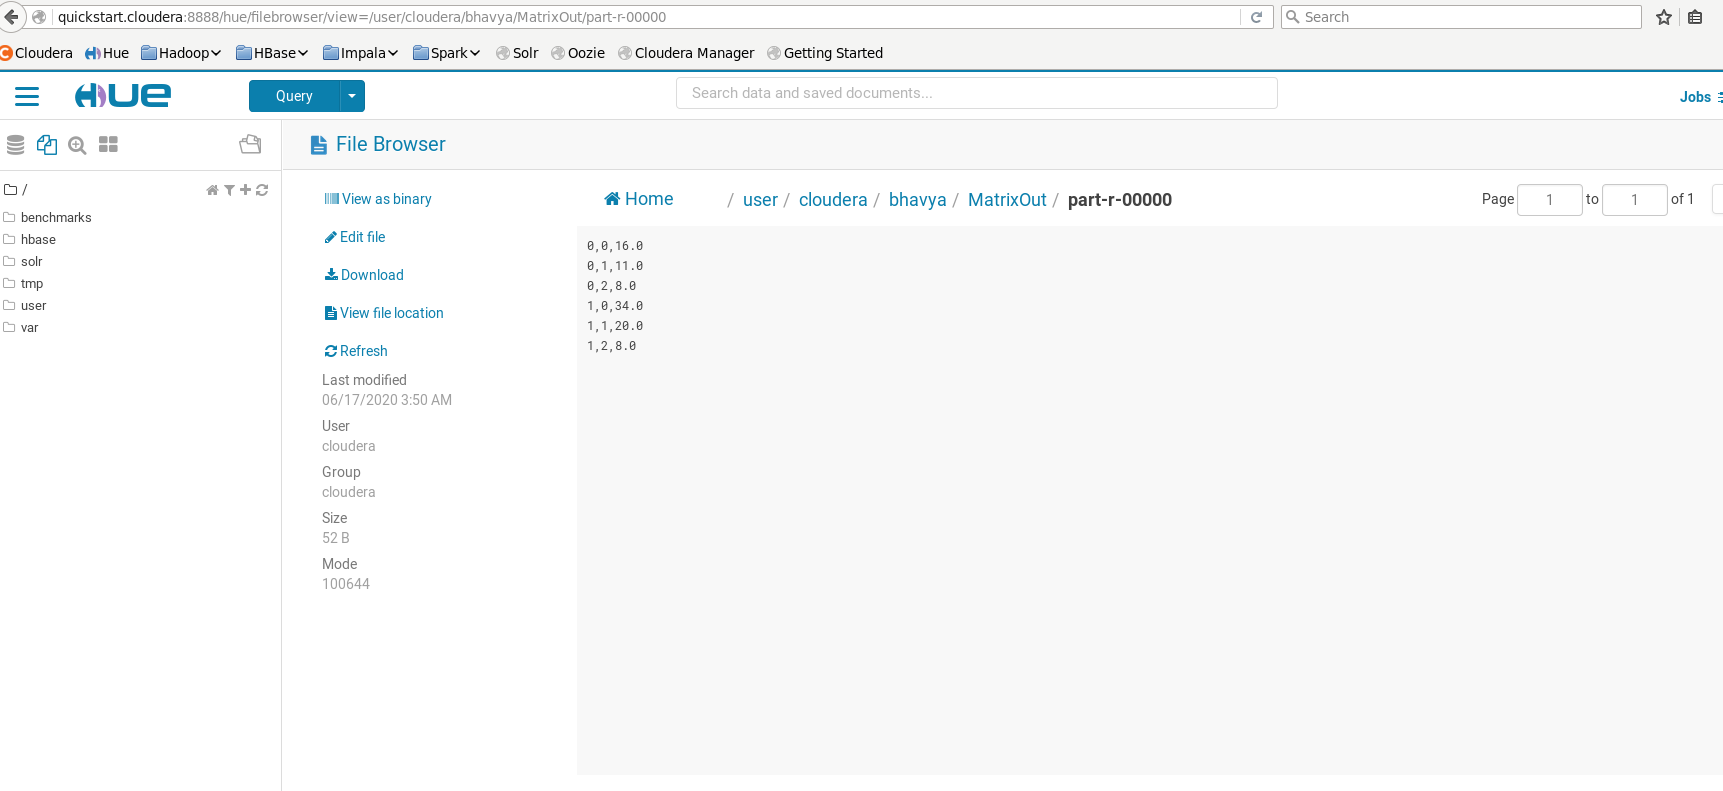 quickstart.cloudera:8888/hue/filebrowser/view=/user/cloudera/bhavya/MatrixOut/part-r-00000 Search
Cloudera Hue Hadoop HBase Impala Spark Solr Oozie Cloudera Manager Getting Started
HUE Query Search data and saved documents... Jobs
File Browser
/
benchmarks
hbase
solr
tmp
user
var
View as binary
Edit file
Download
View file location
Refresh
Last modified
06/17/2020 3:50 AM
User
cloudera
Group
cloudera
Size
52 B
Mode
100644
Home / user / cloudera / bhavya / MatrixOut / part-r-00000
Page 1 to 1 of 1
0,0,16.0
0,1,11.0
0,2,8.0
1,0,34.0
1,1,20.0
1,2,8.0